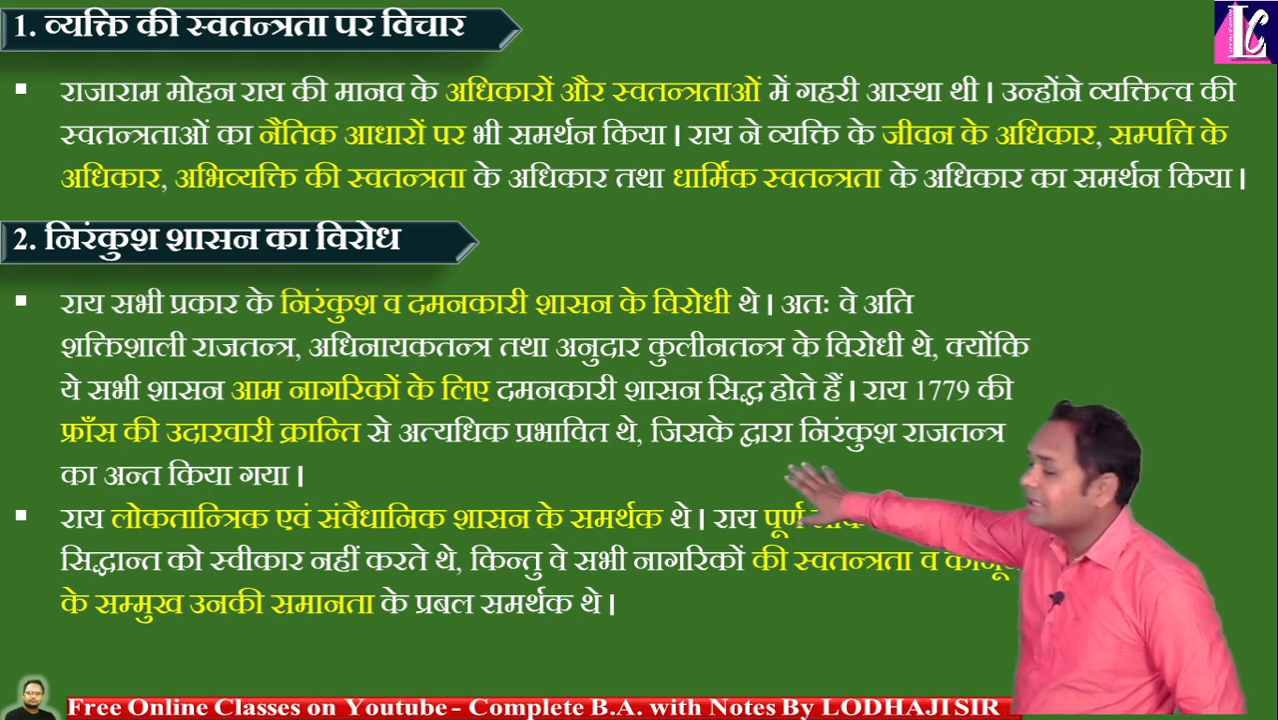 1. व्यक्ति की स्वतन्त्रता पर विचार
LC
राजाराम मोहन राय की मानव के अधिकारों और स्वतन्त्रताओं में गहरी आस्था थी। उन्होंने व्यक्तित्व की
स्वतन्त्रताओं का नैतिक आधारों पर भी समर्थन किया। राय ने व्यक्ति के जीवन के अधिकार, सम्पत्ति के
अधिकार, अभिव्यक्ति की स्वतन्त्रता के अधिकार तथा धार्मिक स्वतन्त्रता के अधिकार का समर्थन किया।
2. निरंकुश शासन का विरोध
राय सभी प्रकार के निरंकुश व दमनकारी शासन के विरोधी थे। अतः वे अति
शक्तिशाली राजतन्त्र, अधिनायकतन्त्र तथा अनुदार कुलीनतन्त्र के विरोधी थे, क्योंकि
ये सभी शासन आम नागरिकों के लिए दमनकारी शासन सिद्ध होते हैं। राय 1779 की
फ्राँस की उदारवारी क्रान्ति से अत्यधिक प्रभावित थे, जिसके द्वारा निरंकुश राजतन्त्र
का अन्त किया गया।
राय लोकतान्त्रिक एवं संवैधानिक शासन के समर्थक थे। राय पूर्ण
सिद्धान्त को स्वीकार नहीं करते थे, किन्तु वे सभी नागरिकों की स्वतन्त्रता व
के सम्मुख उनकी समानता के प्रबल समर्थक थे।
Free Online Classes on Youtube - Complete B.A. with Notes By LODHAJI SIR